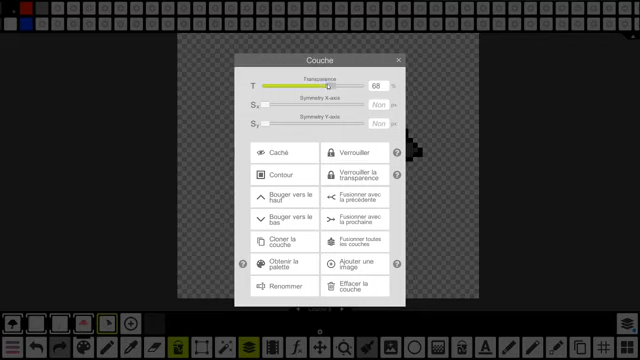 Couche
Transparence
T
68
%
Symmetry X-axis
Sx
Non
px
Symmetry Y-axis
Sy
Non
px
Caché
Verrouiller
?
Contour
Verrouiller la
transparence
?
Bouger vers le
haut
Fusionner avec
la précédente
Bouger vers le
bas
Fusionner avec
la prochaine
Cloner la
couche
Fusionner toutes
les couches
?
Obtenir la
palette
Ajouter une
image
?
Renommer
Effacer la
couche
A